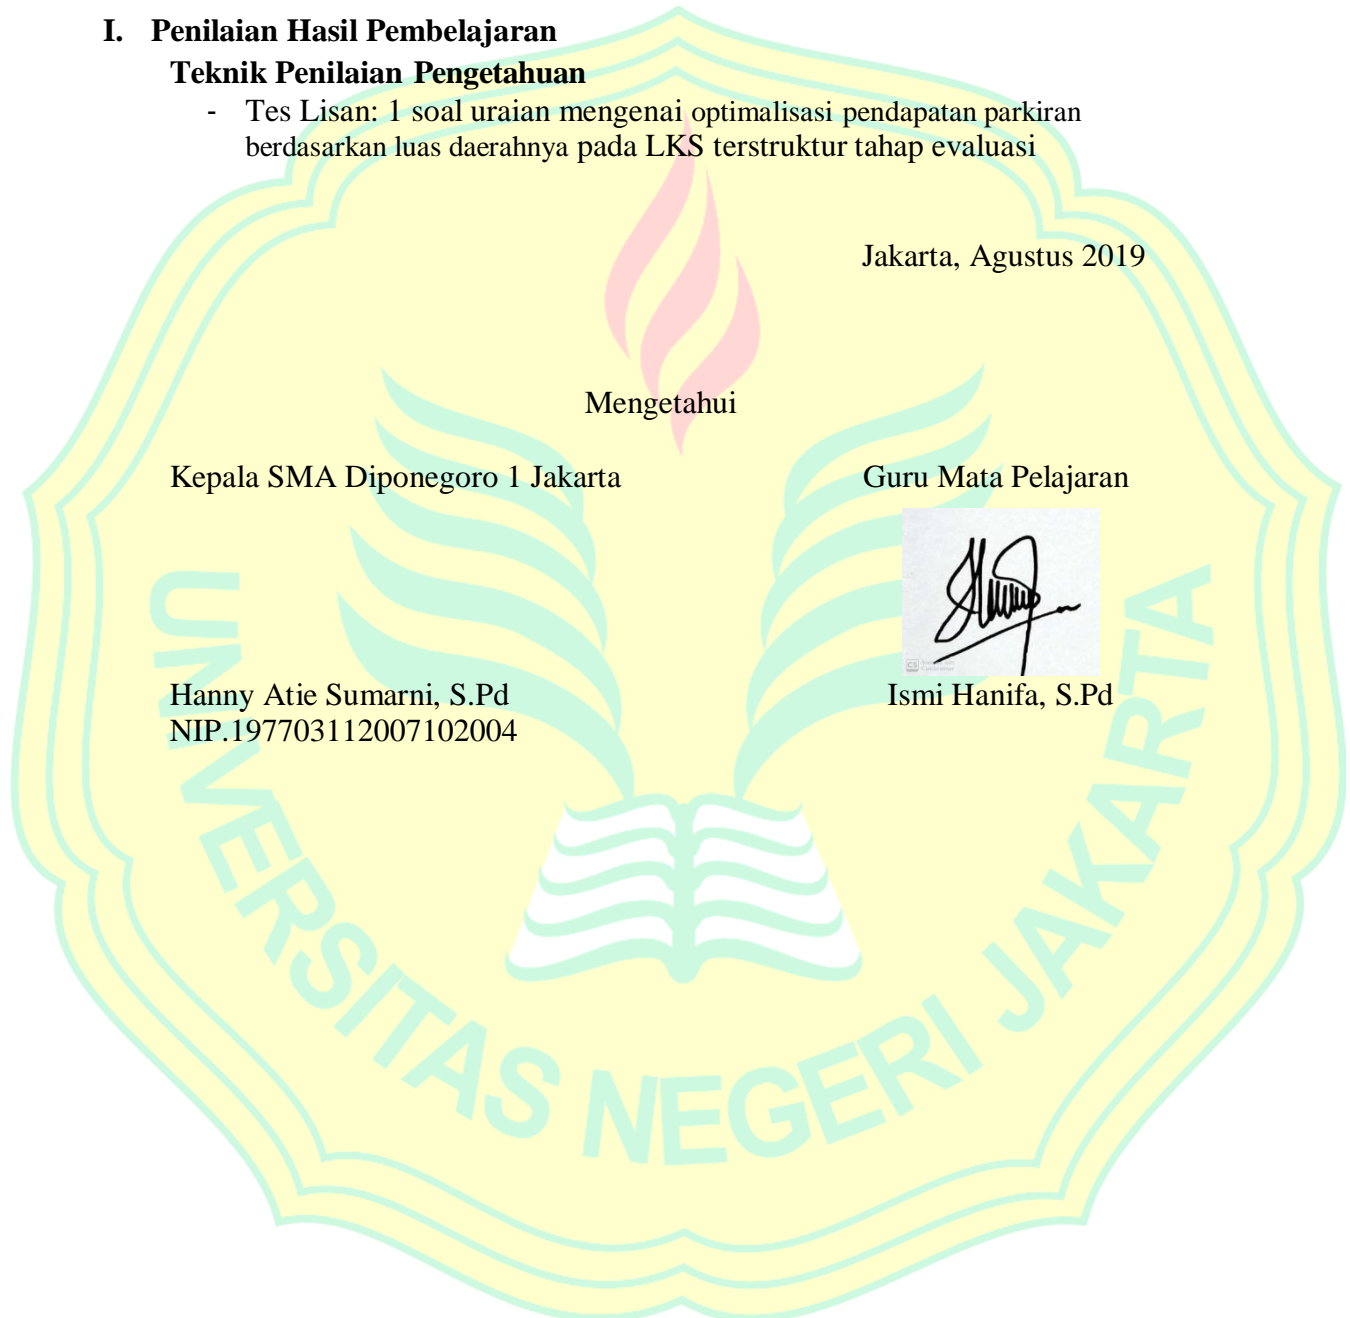 I. Penilaian Hasil Pembelajaran
Teknik Penilaian Pengetahuan
- Tes Lisan: 1 soal uraian mengenai optimalisasi pendapatan parkiran
berdasarkan luas daerahnya pada LKS terstruktur tahap evaluasi
Jakarta, Agustus 2019
Mengetahui
Kepala SMA Diponegoro 1 Jakarta
Guru Mata Pelajaran
CS
Hanny Atie Sumarni, S.Pd
Ismi Hanifa, S.Pd
NIP.197703112007102004
UNIVERSITAS NEGERI JAKARTA